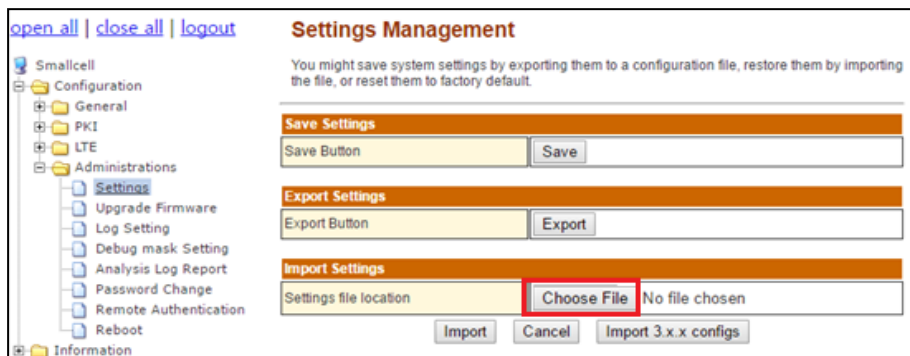 open all | close all | logout
Smallcell
Configuration
General
PKI
LTE
Administrations
Settings
Upgrade Firmware
Log Setting
Debug mask Setting
Analysis Log Report
Password Change
Remote Authentication
Reboot
Information
Settings Management
You might save system settings by exporting them to a configuration file, restore them by importing
the file, or reset them to factory default.
Save Settings
Save Button Save
Export Settings
Export Button Export
Import Settings
Settings file location Choose File No file chosen
Import Cancel Import 3.x.x configs